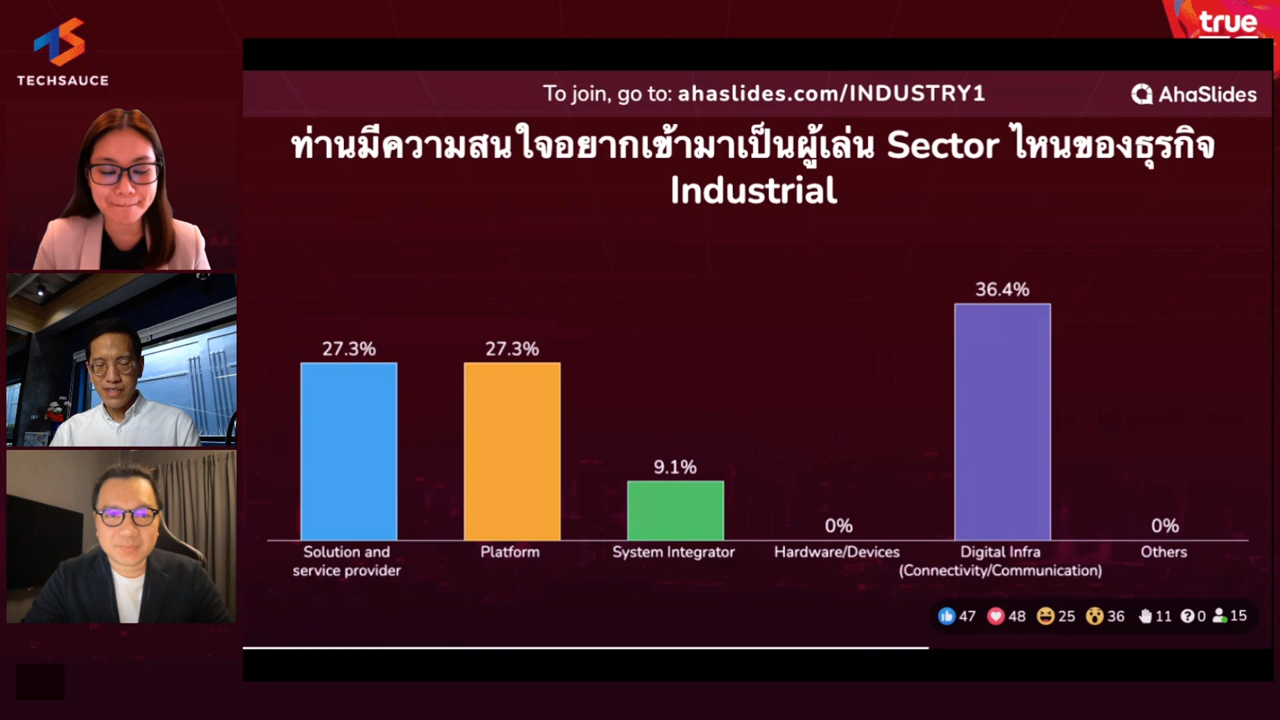 TECHSAUCE
true
To join, go to: ahaslides.com/INDUSTRY1
AhaSlides
ท่านมีความสนใจอยากเข้ามาเป็นผู้เล่น Sector ไหนของธุรกิจ
Industrial
27.3%
27.3%
9.1%
0%
36.4%
0%
Solution and
service provider
Platform
System Integrator
Hardware/Devices
Digital Infra
(Connectivity/Communication)
Others
47 48 25 36 11 0 15